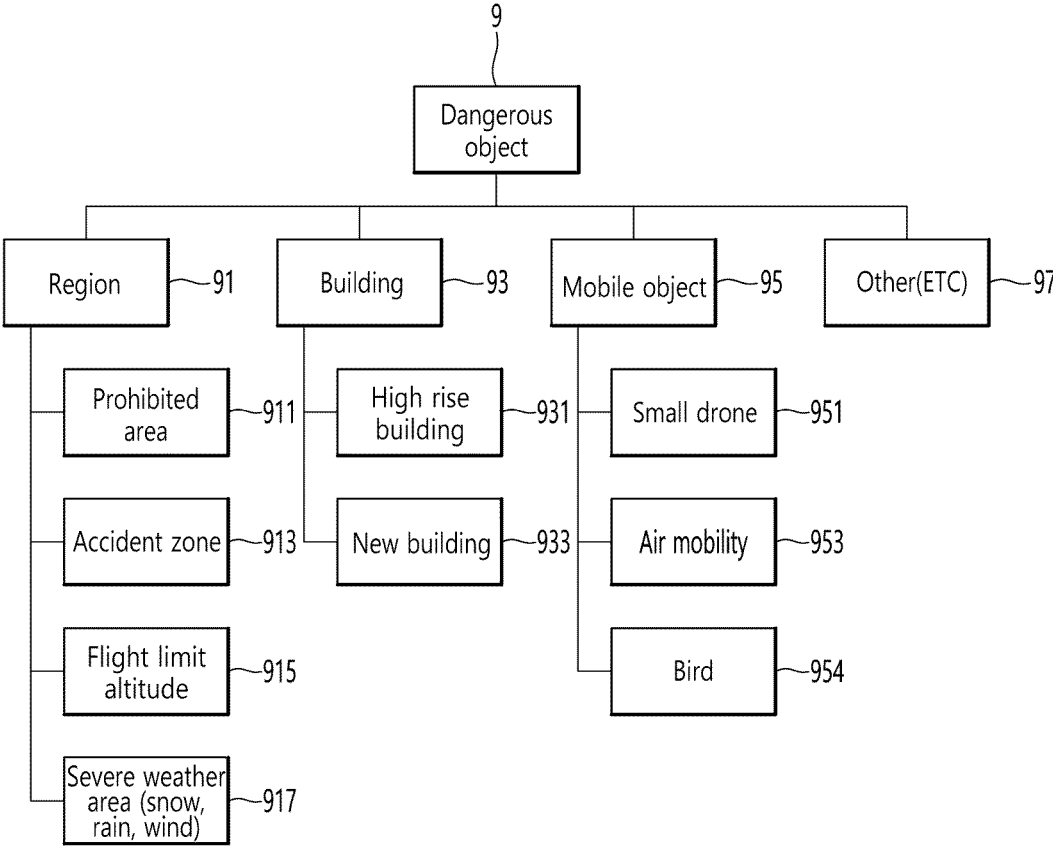 9
Dangerous
object
Region
91
Building
93
Mobile object
95
Other(ETC)
97
Prohibited
area
911
High rise
building
931
Small drone
951
Accident zone
913
New building
933
Air mobility
953
Flight limit
altitude
915
Bird
954
Severe weather
area (snow,
rain, wind)
917